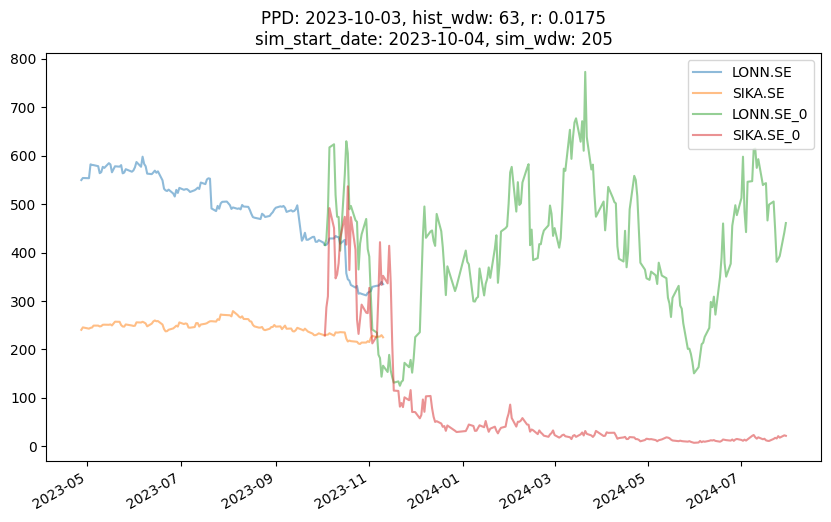 PPD: 2023-10-03, hist_wdw: 63, r: 0.0175
sim_start_date: 2023-10-04, sim_wdw: 205
LONN.SE
SIKA.SE
LONN.SE_0
SIKA.SE_0
800
700
600
500
400
300
200
100
0
2023-05
2023-07
2023-09
2023-11
2024-01
2024-03
2024-05
2024-07